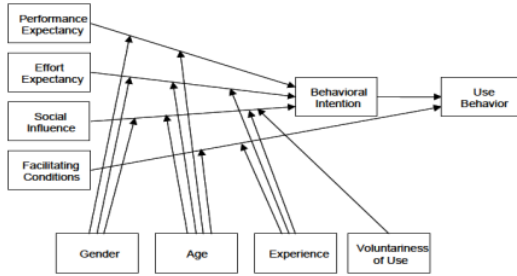 Performance
Expectancy
Effort
Expectancy
Social
Influence
Facilitating
Conditions
Behavioral
Intention
Use
Behavior
Gender
Age
Experience
Voluntariness
of Use